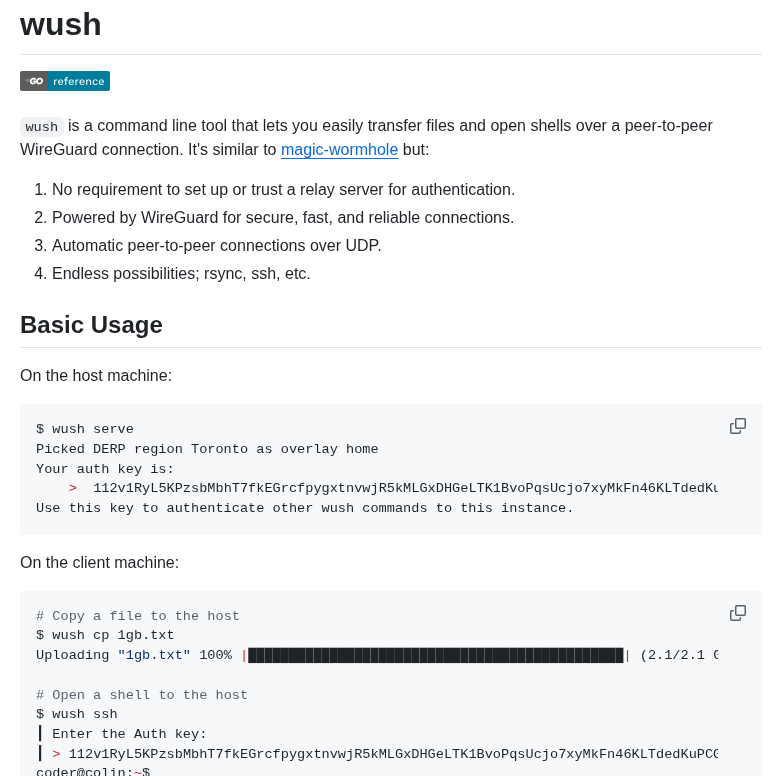 wush
GO reference
wush is a command line tool that lets you easily transfer files and open shells over a peer-to-peer
WireGuard connection. It's similar to magic-wormhole but:
1. No requirement to set up or trust a relay server for authentication.
2. Powered by WireGuard for secure, fast, and reliable connections.
3. Automatic peer-to-peer connections over UDP.
4. Endless possibilities; rsync, ssh, etc.
Basic Usage
On the host machine:
$ wush serve
Picked DERP region Toronto as overlay home
Your auth key is:
> 112v1RyL5KPzsbMbhT7fkEGrcfpygxtnvwjR5kMLGxDHGeLTK1BvoPqsUcjo7xyMkFn46KLTdedKu
Use this key to authenticate other wush commands to this instance.
On the client machine:
# Copy a file to the host
$ wush cp 1gb.txt
Uploading "1gb.txt" 100% |██████████████████████████████████████████████| (2.1/2.1 G
# Open a shell to the host
$ wush ssh
┃ Enter the Auth key:
┃ > 112v1RyL5KPzsbMbhT7fkEGrcfpygxtnvwjR5kMLGxDHGeLTK1BvoPqsUcjo7xyMkFn46KLTdedKuPCG
coder@colin:~$